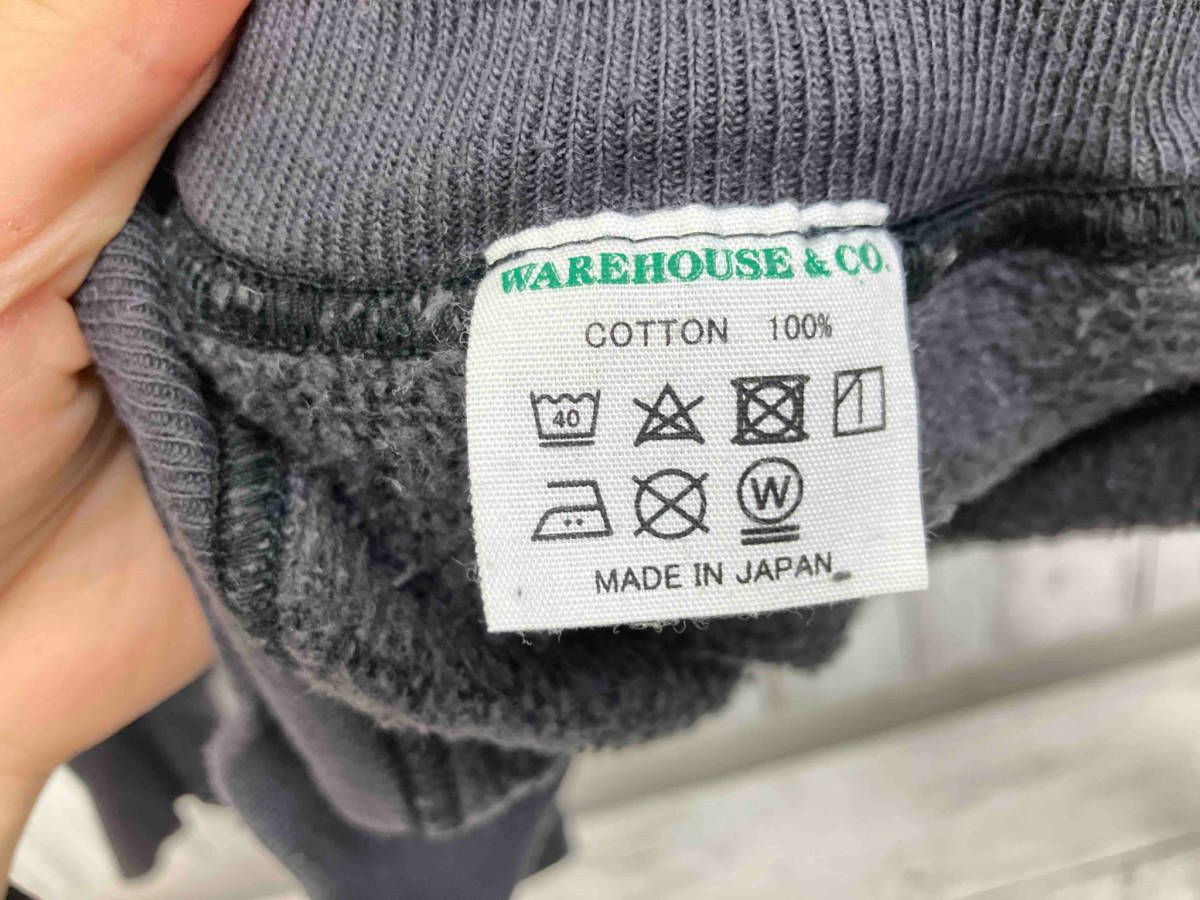 WAREHOUSE & CO.
COTTON 100%
40
W
MADE IN JAPAN